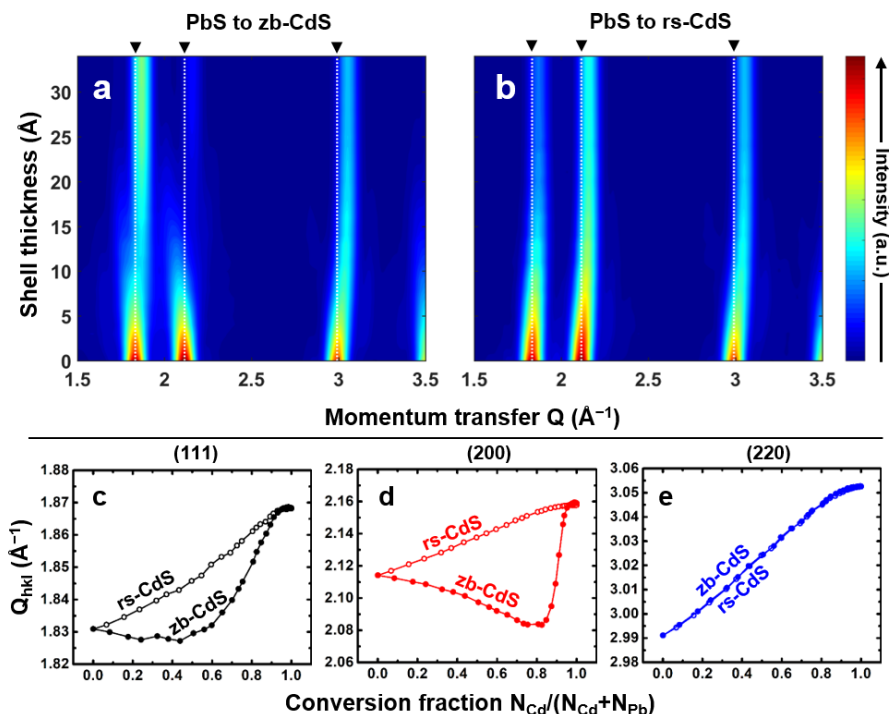 PbS to zb-CdS
PbS to rs-CdS
▼ ▼ ▼
▼ ▼ ▼
a
b
Shell thickness (Å)
30
25
20
15
10
5
0
1.5 2 2.5 3 3.5
1.5 2 2.5 3 3.5
Intensity (a.u.)
Momentum transfer Q (Å⁻¹)
(111)
(200)
(220)
c
d
e
Q_hkl (Å⁻¹)
1.88
1.87
1.86
1.85
1.84
1.83
1.82
2.18
2.16
2.14
2.12
2.10
2.08
2.06
3.06
3.05
3.04
3.03
3.02
3.01
3.00
2.99
2.98
rs-CdS
zb-CdS
rs-CdS
zb-CdS
zb-CdS
rs-CdS
0.0 0.2 0.4 0.6 0.8 1.0
0.0 0.2 0.4 0.6 0.8 1.0
0.0 0.2 0.4 0.6 0.8 1.0
Conversion fraction N_Cd/(N_Cd+N_Pb)